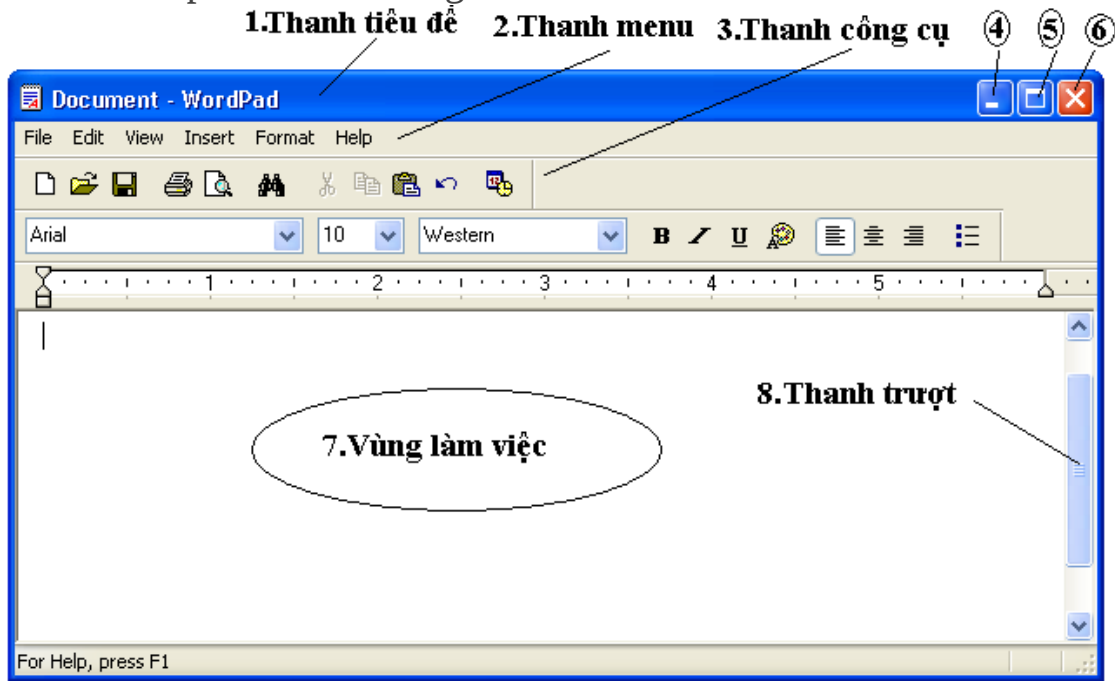 1.Thanh tiêu đề 2.Thanh menu 3.Thanh công cụ 4 5 6
Document - WordPad
File Edit View Insert Format Help
Arial 10 Western B U A
1 2 3 4 5
8.Thanh trượt
7.Vùng làm việc
For Help, press F1